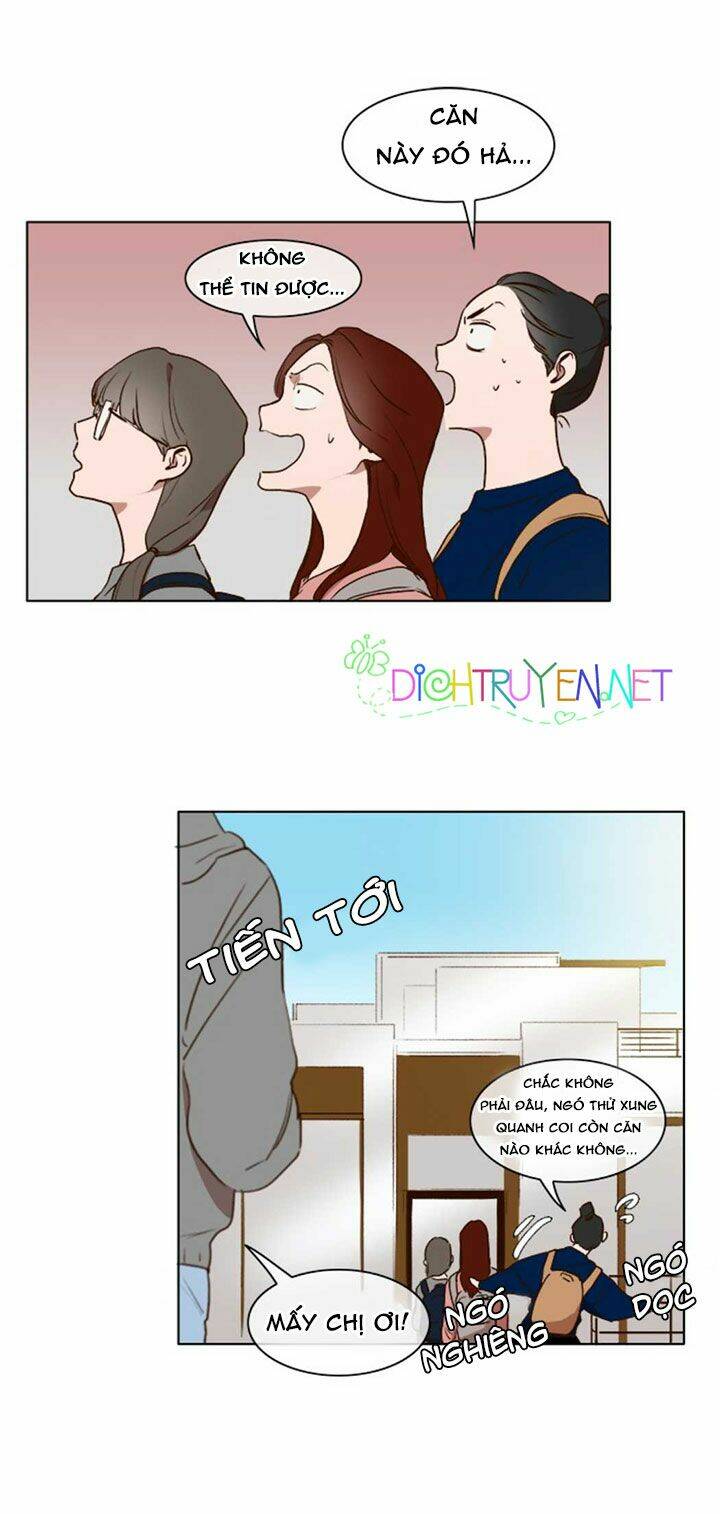 CĂN
NÀY ĐÓ HẢ...
KHÔNG
THỂ TIN ĐƯỢC...
DICHTRUYEN.NET
TIẾN TỚI
CHẮC KHÔNG
PHẢI ĐÂU, NGÓ THỬ XUNG
QUANH COI CÒN CĂN
NÀO KHÁC KHÔNG...
MẤY CHỊ ƠI!
NGÓ
NGHIÊNG
NGÓ
DỌC